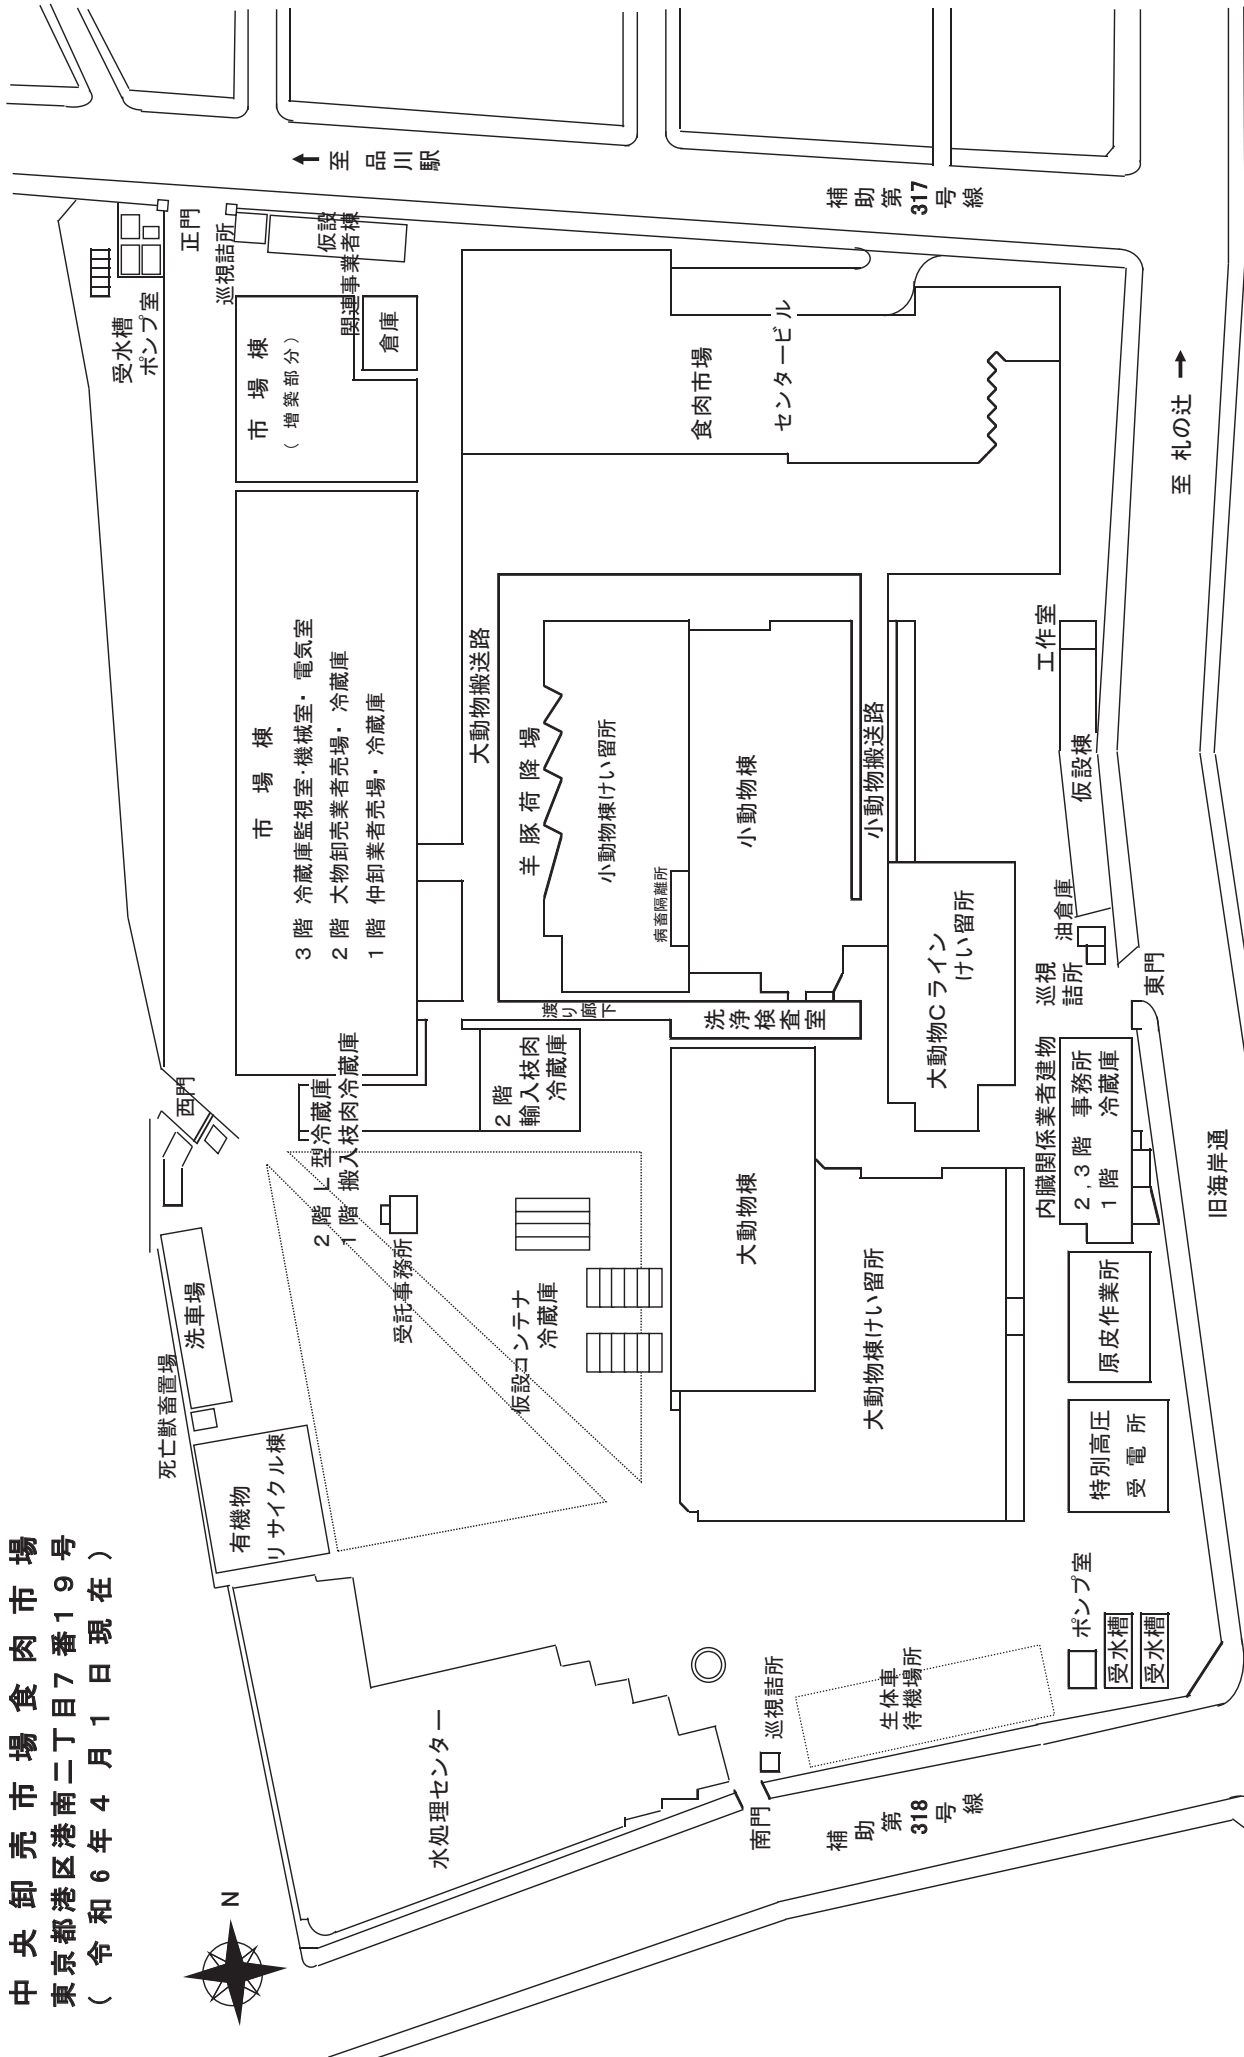 中央卸売市場食肉市場
東京都港区港南二丁目7番19号
（令和6年4月1日現在）
N
受水槽
ポンプ室
正門
巡視詰所
仮設
関連事業者棟
至 品川駅
補助第317号線
市場棟
（増築部分）
倉庫
食肉市場
センタービル
至 札の辻
市場棟
3階 冷蔵庫監視室・機械室・電気室
2階 大物卸売業者売場・冷蔵庫
1階 仲卸業者売場・冷蔵庫
大動物搬送路
羊豚荷降場
小動物棟けい留所
病畜隔離所
小動物棟
小動物搬送路
工作室
仮設棟
油倉庫
巡視
詰所
東門
大動物Cライン
けい留所
渡り廊下
洗浄検査室
西門
2階 L型冷蔵庫
1階 搬入枝肉冷蔵庫
2階
輸入枝肉
冷蔵庫
内臓関係業者建物
2,3階 事務所
1階 冷蔵庫
旧海岸通
受託事務所
仮設コンテナ
冷蔵庫
大動物棟
大動物棟けい留所
原皮作業所
特別高圧
受電所
洗車場
死亡獣畜置場
有機物
リサイクル棟
水処理センター
巡視詰所
南門
生体車
待機場所
ポンプ室
受水槽
受水槽
補助第318号線